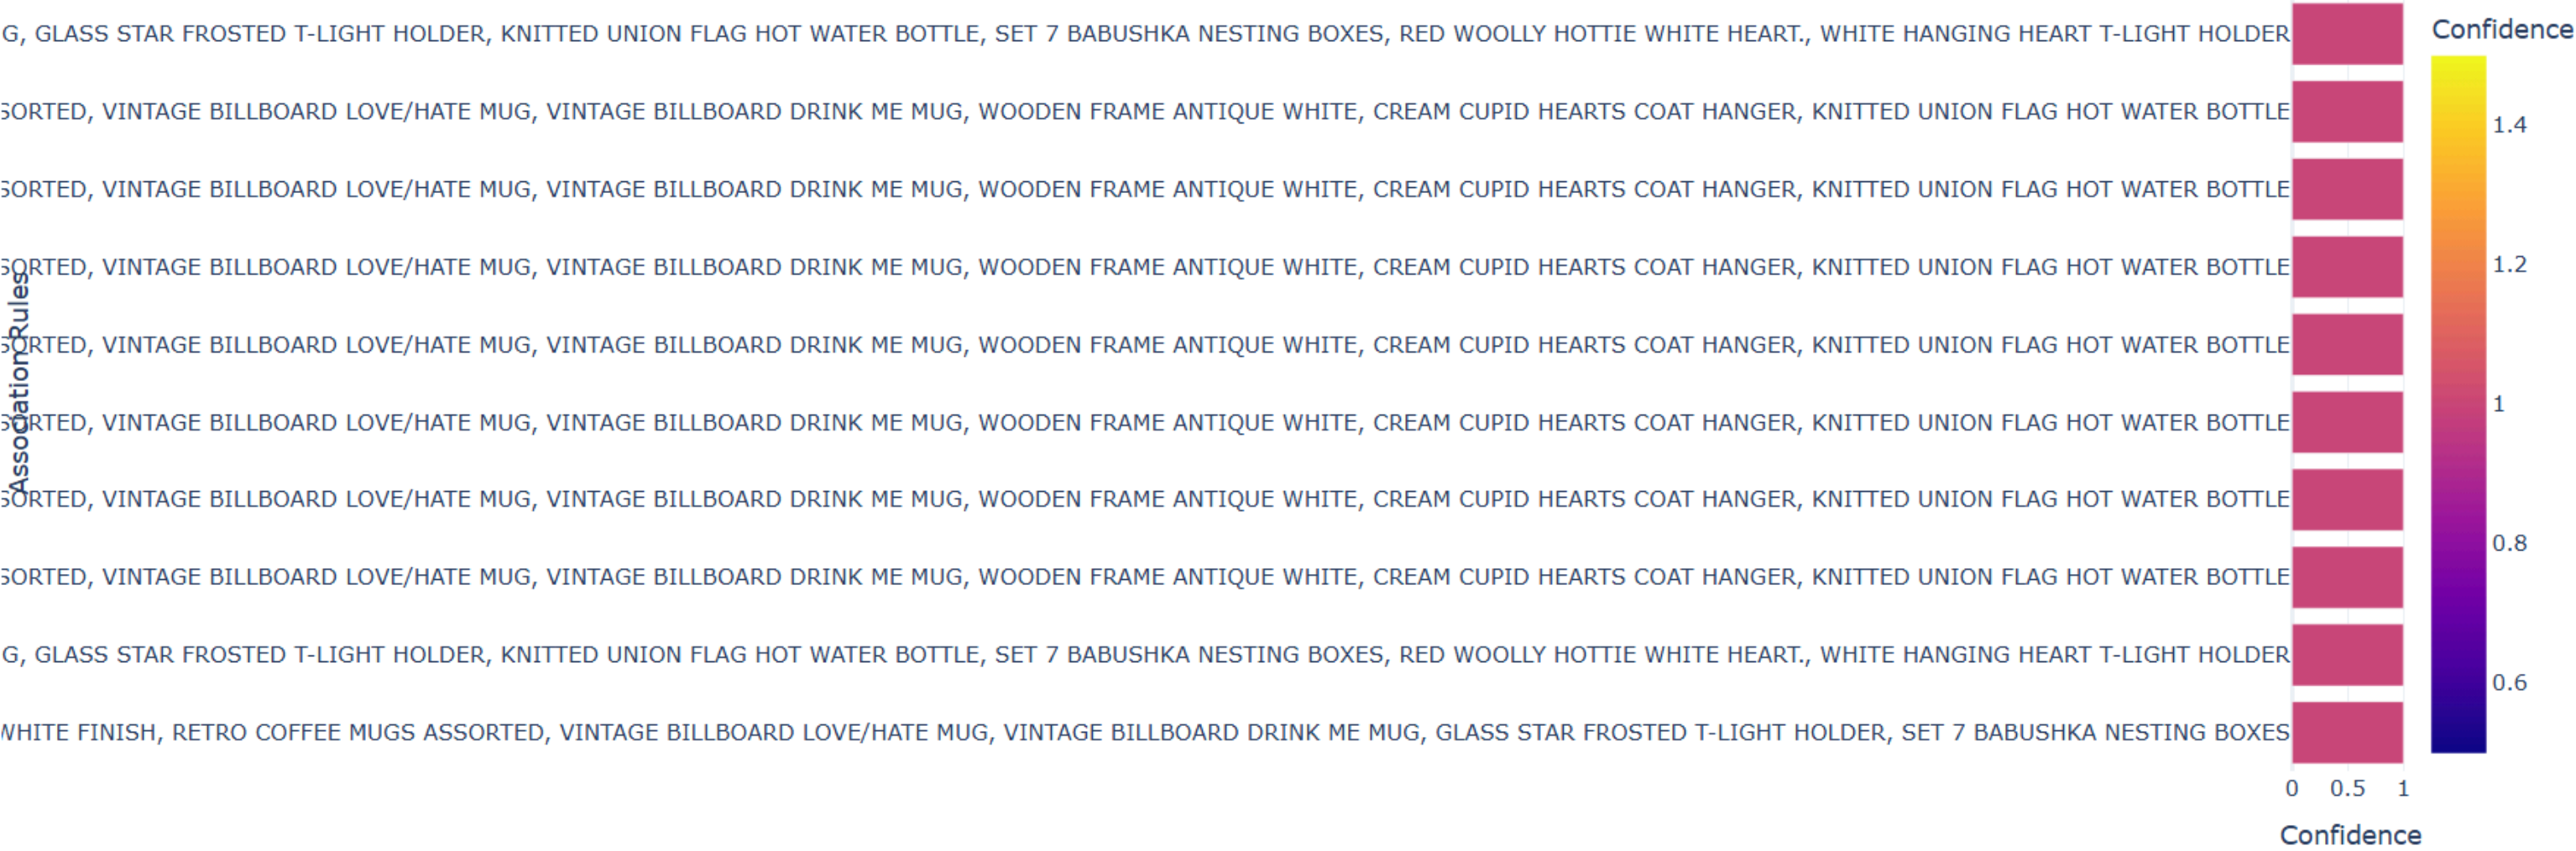 G, GLASS STAR FROSTED T-LIGHT HOLDER, KNITTED UNION FLAG HOT WATER BOTTLE, SET 7 BABUSHKA NESTING BOXES, RED WOOLLY HOTTIE WHITE HEART., WHITE HANGING HEART T-LIGHT HOLDER
SORTED, VINTAGE BILLBOARD LOVE/HATE MUG, VINTAGE BILLBOARD DRINK ME MUG, WOODEN FRAME ANTIQUE WHITE, CREAM CUPID HEARTS COAT HANGER, KNITTED UNION FLAG HOT WATER BOTTLE
SORTED, VINTAGE BILLBOARD LOVE/HATE MUG, VINTAGE BILLBOARD DRINK ME MUG, WOODEN FRAME ANTIQUE WHITE, CREAM CUPID HEARTS COAT HANGER, KNITTED UNION FLAG HOT WATER BOTTLE
SORTED, VINTAGE BILLBOARD LOVE/HATE MUG, VINTAGE BILLBOARD DRINK ME MUG, WOODEN FRAME ANTIQUE WHITE, CREAM CUPID HEARTS COAT HANGER, KNITTED UNION FLAG HOT WATER BOTTLE
SORTED, VINTAGE BILLBOARD LOVE/HATE MUG, VINTAGE BILLBOARD DRINK ME MUG, WOODEN FRAME ANTIQUE WHITE, CREAM CUPID HEARTS COAT HANGER, KNITTED UNION FLAG HOT WATER BOTTLE
SORTED, VINTAGE BILLBOARD LOVE/HATE MUG, VINTAGE BILLBOARD DRINK ME MUG, WOODEN FRAME ANTIQUE WHITE, CREAM CUPID HEARTS COAT HANGER, KNITTED UNION FLAG HOT WATER BOTTLE
SORTED, VINTAGE BILLBOARD LOVE/HATE MUG, VINTAGE BILLBOARD DRINK ME MUG, WOODEN FRAME ANTIQUE WHITE, CREAM CUPID HEARTS COAT HANGER, KNITTED UNION FLAG HOT WATER BOTTLE
SORTED, VINTAGE BILLBOARD LOVE/HATE MUG, VINTAGE BILLBOARD DRINK ME MUG, WOODEN FRAME ANTIQUE WHITE, CREAM CUPID HEARTS COAT HANGER, KNITTED UNION FLAG HOT WATER BOTTLE
G, GLASS STAR FROSTED T-LIGHT HOLDER, KNITTED UNION FLAG HOT WATER BOTTLE, SET 7 BABUSHKA NESTING BOXES, RED WOOLLY HOTTIE WHITE HEART., WHITE HANGING HEART T-LIGHT HOLDER
WHITE FINISH, RETRO COFFEE MUGS ASSORTED, VINTAGE BILLBOARD LOVE/HATE MUG, VINTAGE BILLBOARD DRINK ME MUG, GLASS STAR FROSTED T-LIGHT HOLDER, SET 7 BABUSHKA NESTING BOXES
Association Rules
0 0.5 1
Confidence
Confidence
1.4
1.2
1
0.8
0.6